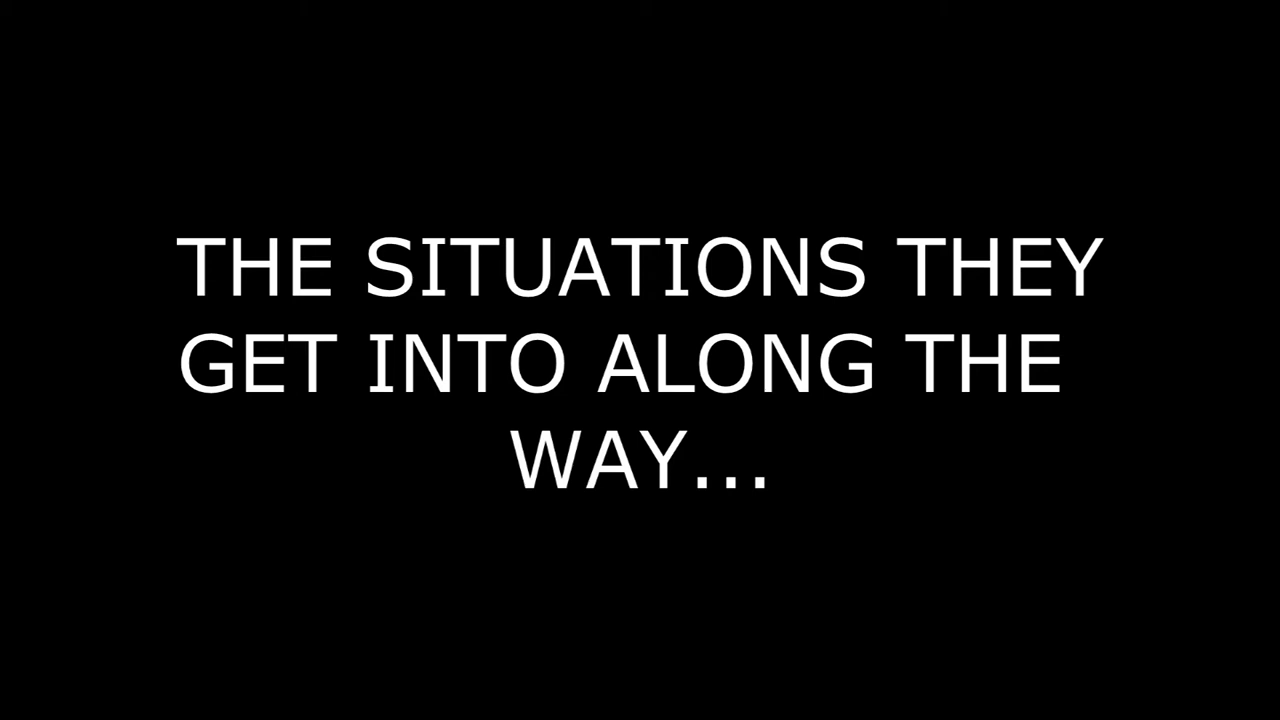 THE SITUATIONS THEY
GET INTO ALONG THE
WAY...